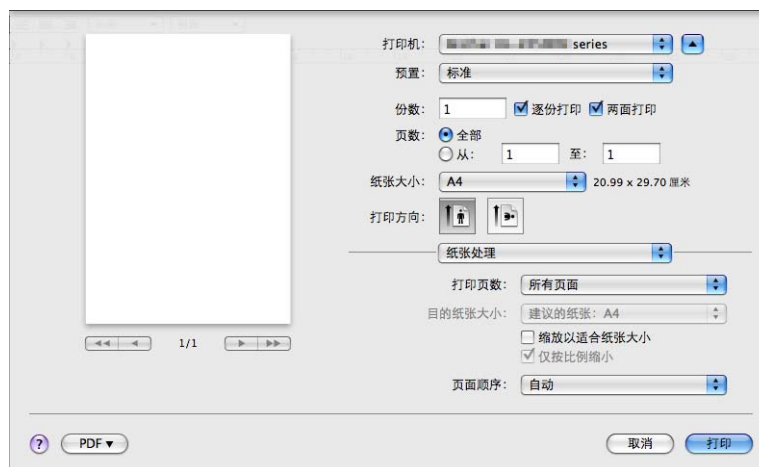 打印机: series
预置: 标准
份数: 1 逐份打印 两面打印
页数: 全部
从: 1 至: 1
纸张大小: A4 20.99 x 29.70 厘米
打印方向:
纸张处理
打印页数: 所有页面
目的纸张大小: 建议的纸张: A4
缩放以适合纸张大小
仅按比例缩小
页面顺序: 自动
1/1
? PDF 取消 打印